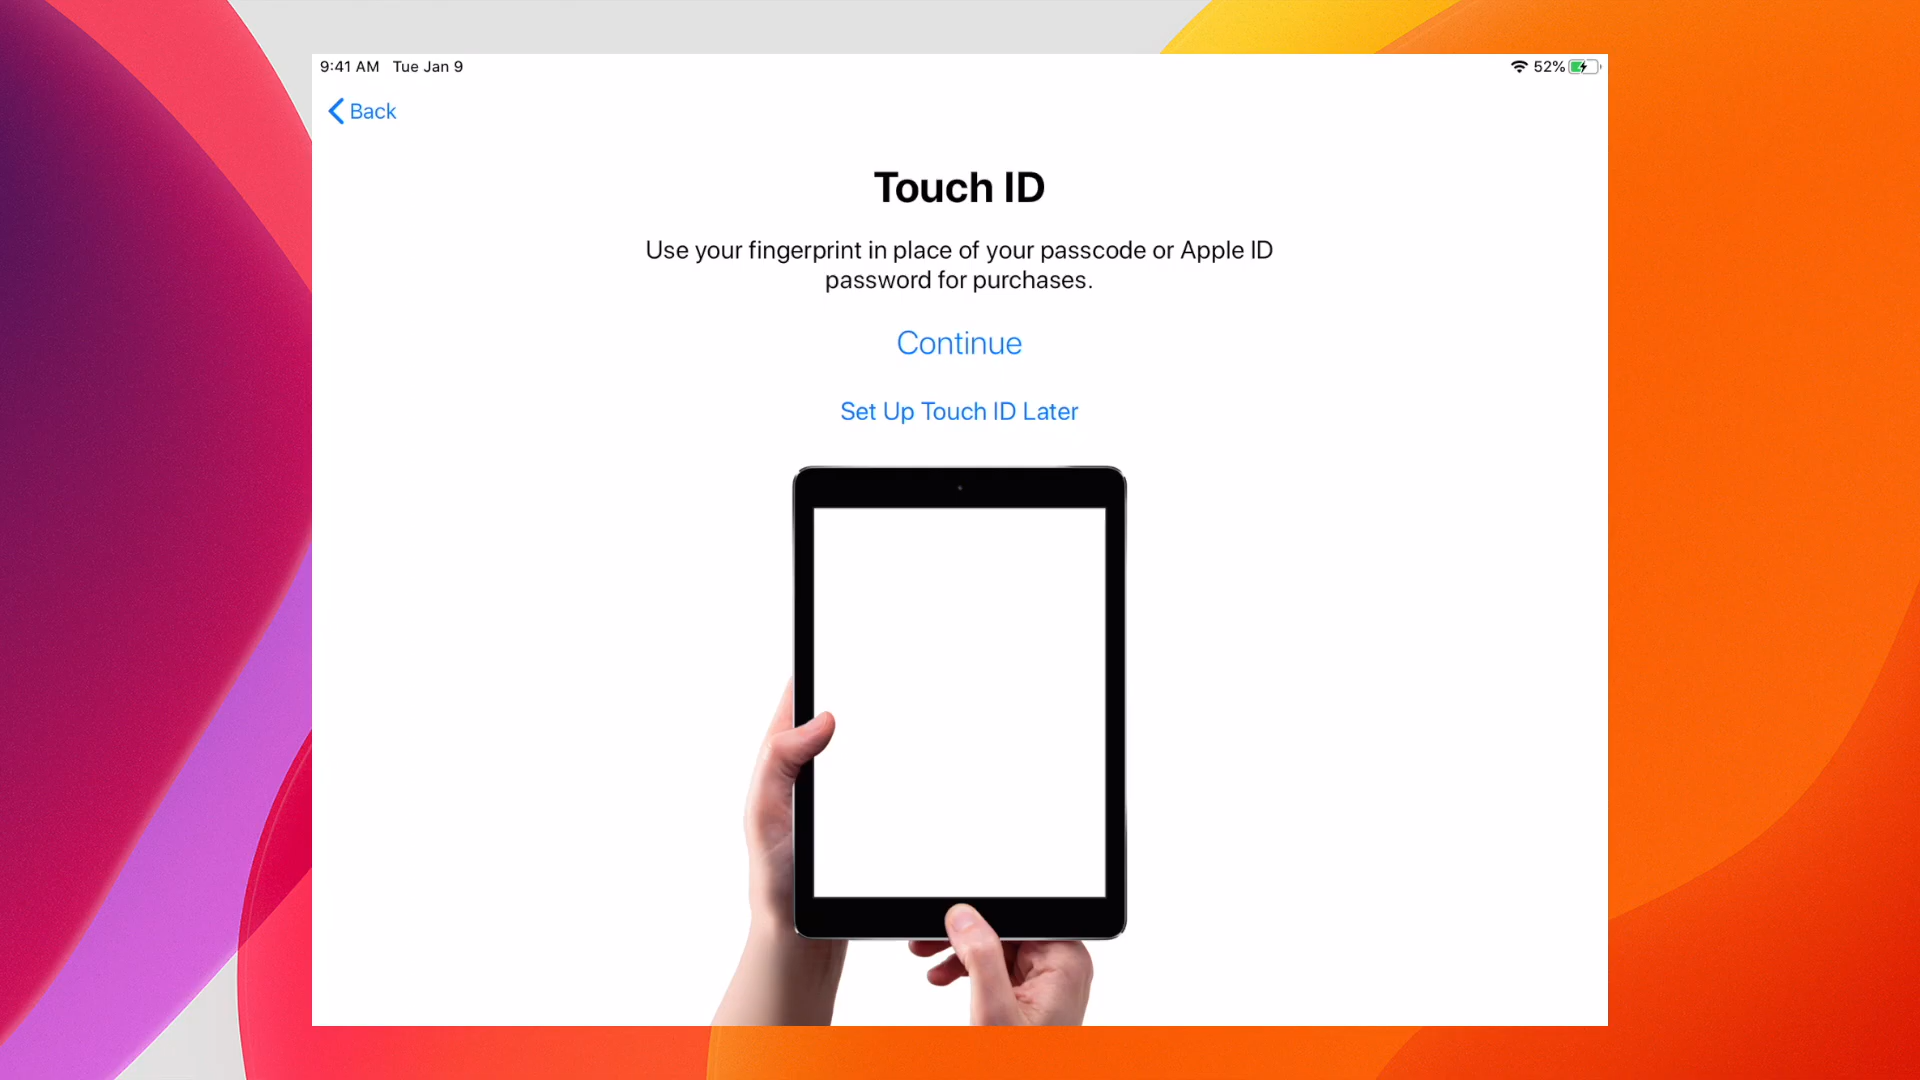 9:41 AM Tue Jan 9
52%
Back
Touch ID
Use your fingerprint in place of your passcode or Apple ID
password for purchases.
Continue
Set Up Touch ID Later